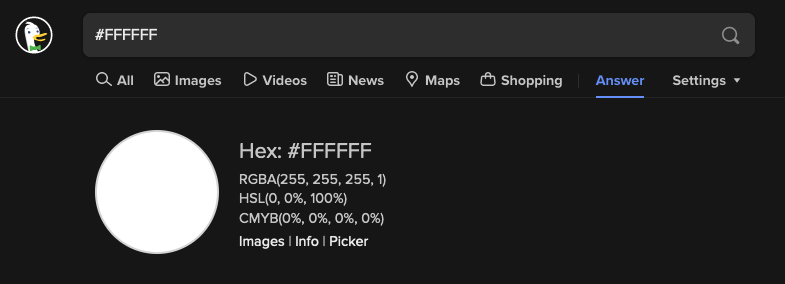 #FFFFFF
All Images Videos News Maps Shopping Answer Settings
Hex: #FFFFFF
RGBA(255, 255, 255, 1)
HSL(0, 0%, 100%)
CMYB(0%, 0%, 0%, 0%)
Images | Info | Picker